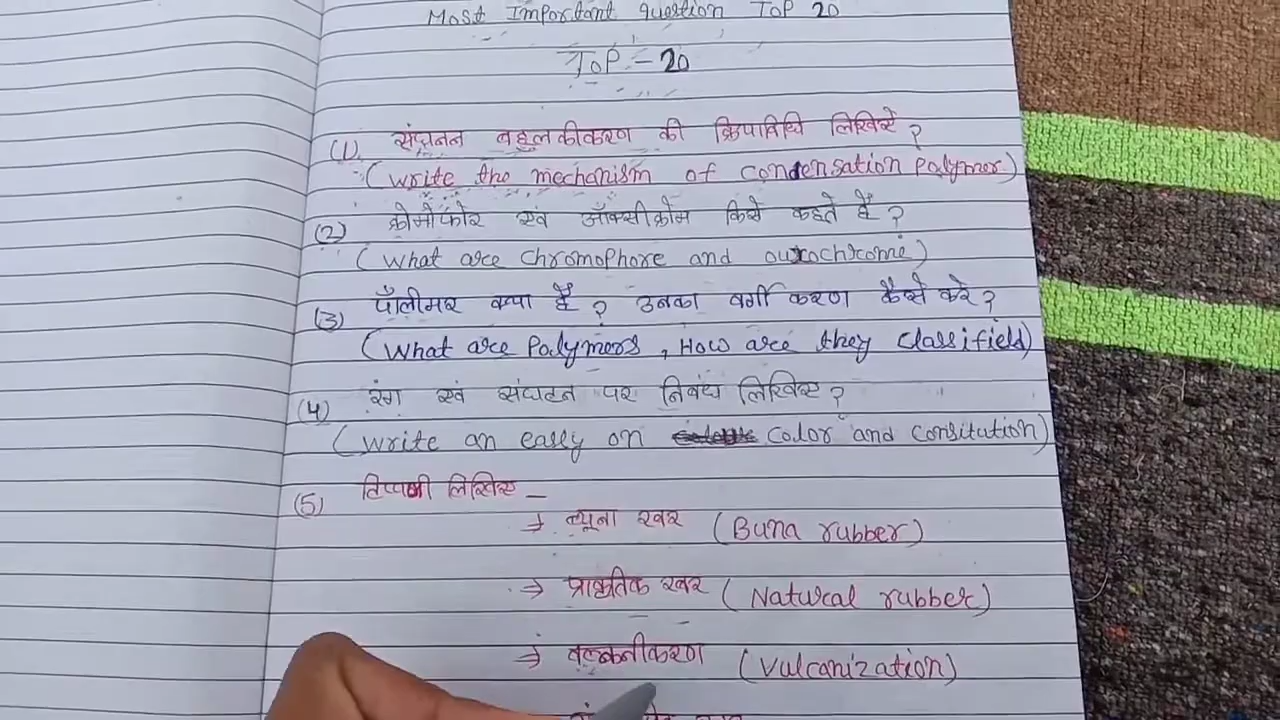 Most Important question Top 20
Top - 20
(1) संघनन बहुलकीकरण की क्रियाविधि लिखिरें ?
(write the mechanism of condensation Polymer)
(2) क्रोमोफोर एवं ऑक्सीक्रोम किसे कहते हैं ?
(What are chromophore and ouxochrome)
(3) पॉलीमर क्या हैं ? उनका वर्गीकरण कैसे करे ?
(What are Polymers, How are they classifield)
(4) रंग एवं संघटन पर निबंध लिखिए ?
(Write an eassy on color and consitution)
(5) टिप्पणी लिखिए -
→ ब्यूना रबर (Buna rubber)
→ प्राकृतिक रबर (Natural rubber)
→ वल्कनीकरण (Vulcanization)